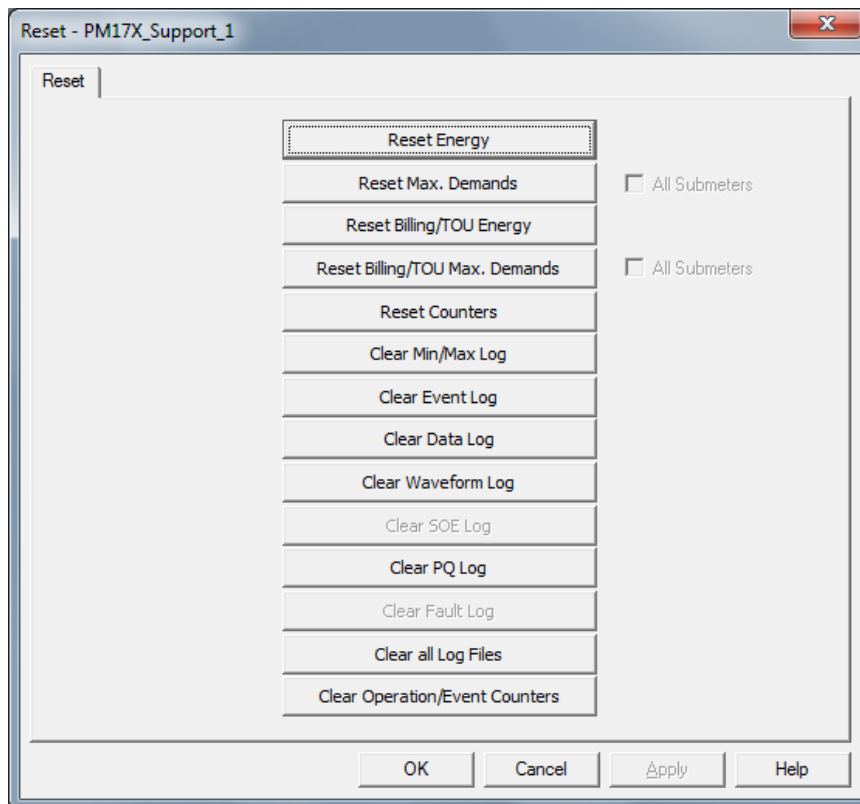 Reset - PM17X_Support_1
Reset
Reset Energy
Reset Max. Demands
All Submeters
Reset Billing/TOU Energy
Reset Billing/TOU Max. Demands
All Submeters
Reset Counters
Clear Min/Max Log
Clear Event Log
Clear Data Log
Clear Waveform Log
Clear SOE Log
Clear PQ Log
Clear Fault Log
Clear all Log Files
Clear Operation/Event Counters
OK
Cancel
Apply
Help